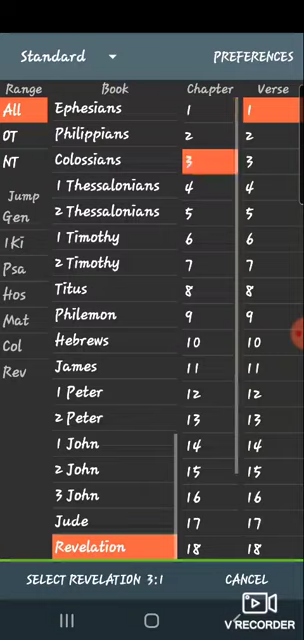 Standard PREFERENCES
Range Book Chapter Verse
All Ephesians 1 1
OT Philippians 2 2
NT Colossians 3 3
1 Thessalonians 4 4
Jump
Gen 2 Thessalonians 5 5
1Ki 1 Timothy 6 6
Psa 2 Timothy 7 7
Hos Titus 8 8
Mat Philemon 9 9
Col Hebrews 10 10
Rev James 11 11
1 Peter 12 12
2 Peter 13 13
1 John 14 14
2 John 15 15
3 John 16 16
Jude 17 17
Revelation 18 18
SELECT REVELATION 3:1 CANCEL
V RECORDER